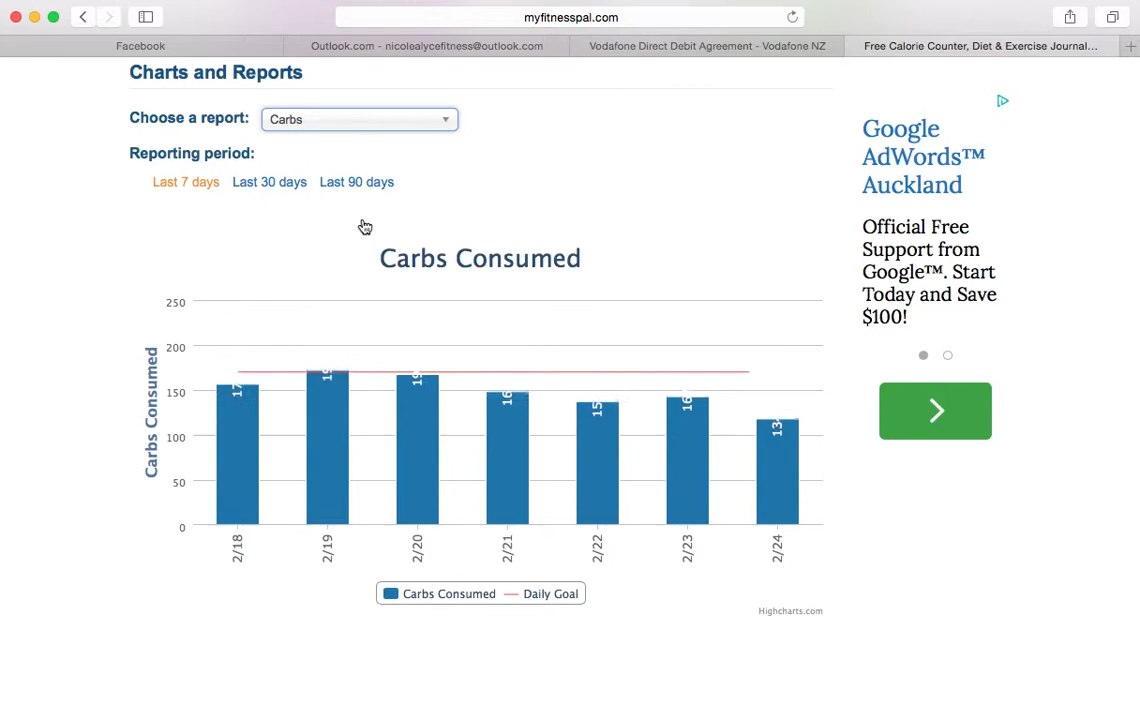 myfitnesspal.com
Facebook
Outlook.com - nicolealycefitness@outlook.com
Vodafone Direct Debit Agreement - Vodafone NZ
Free Calorie Counter, Diet & Exercise Journal...
Charts and Reports
Choose a report:
Carbs
Reporting period:
Last 7 days
Last 30 days
Last 90 days
Carbs Consumed
Carbs Consumed
250
200
150
100
50
0
2/18
2/19
2/20
2/21
2/22
2/23
2/24
Carbs Consumed
Daily Goal
Highcharts.com
Google
AdWords™
Auckland
Official Free
Support from
Google™. Start
Today and Save
$100!